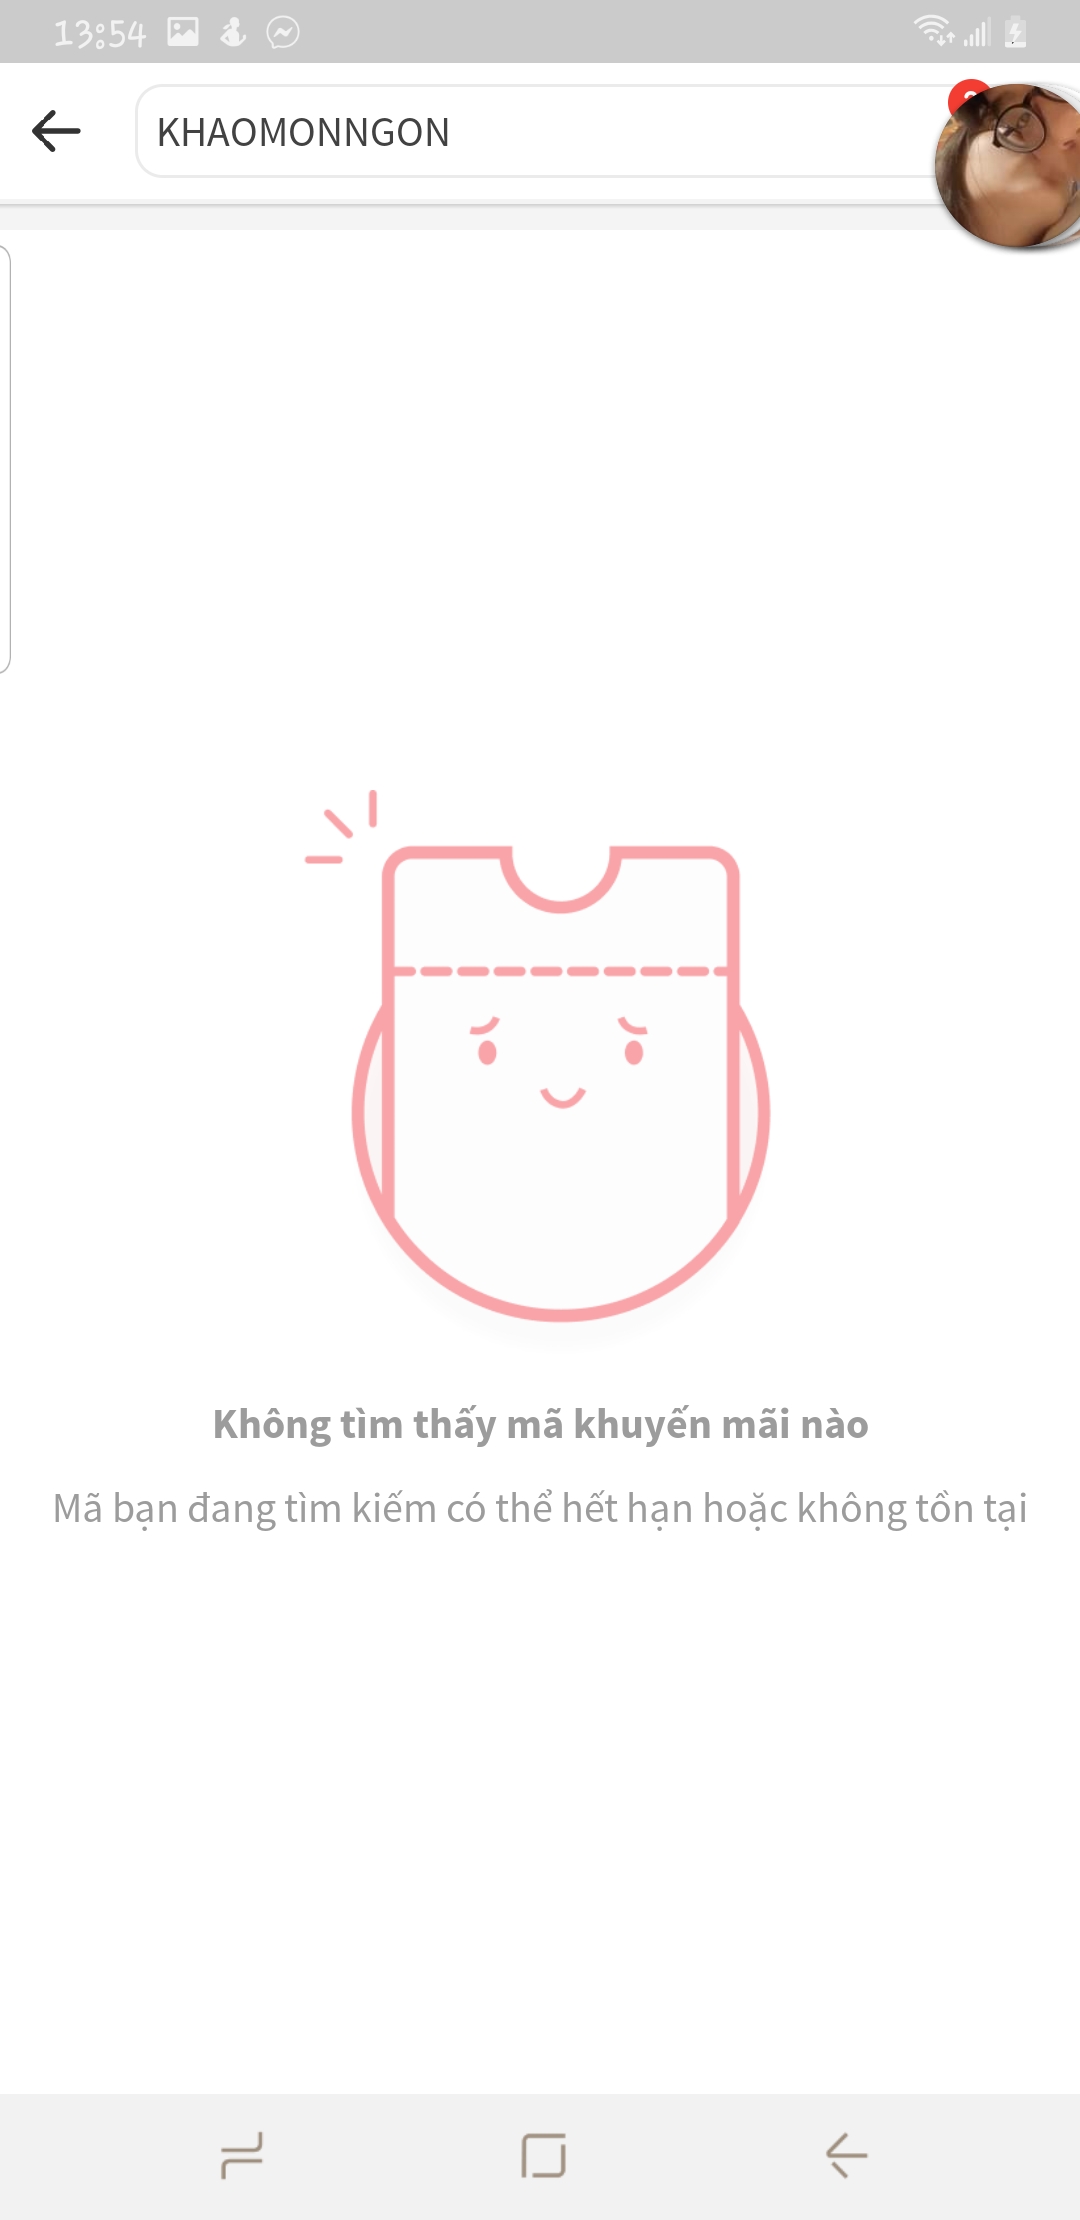 13:54
KHAOMONNGON
Không tìm thấy mã khuyến mãi nào
Mã bạn đang tìm kiếm có thể hết hạn hoặc không tồn tại